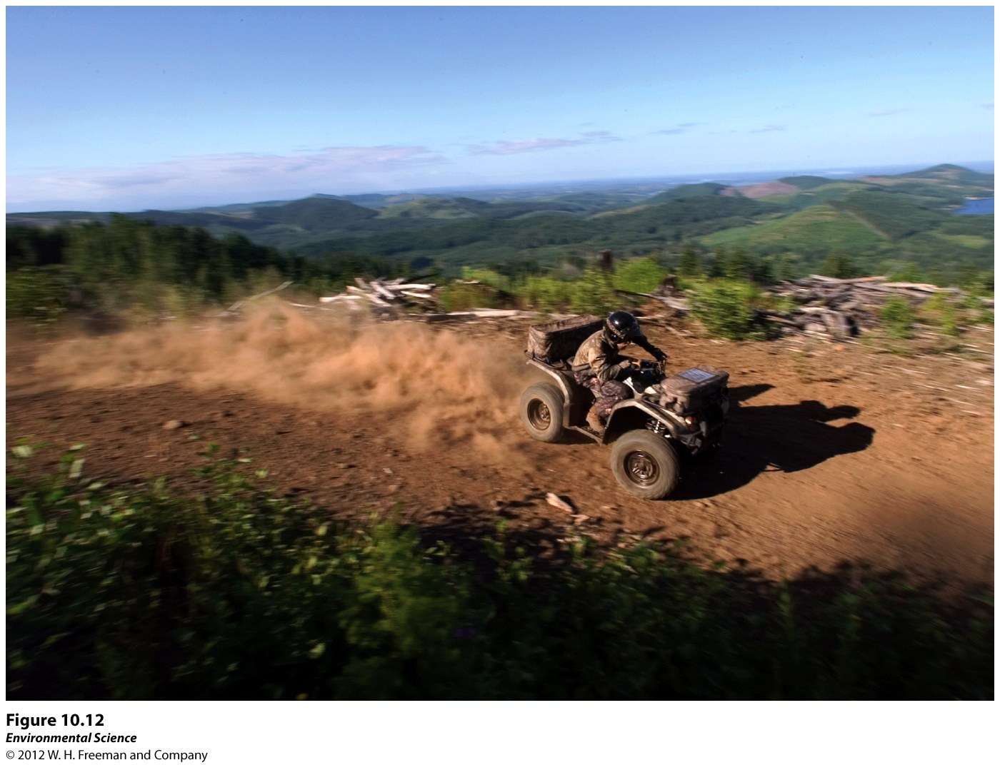 Figure 10.12
Environmental Science
© 2012 W. H. Freeman and Company